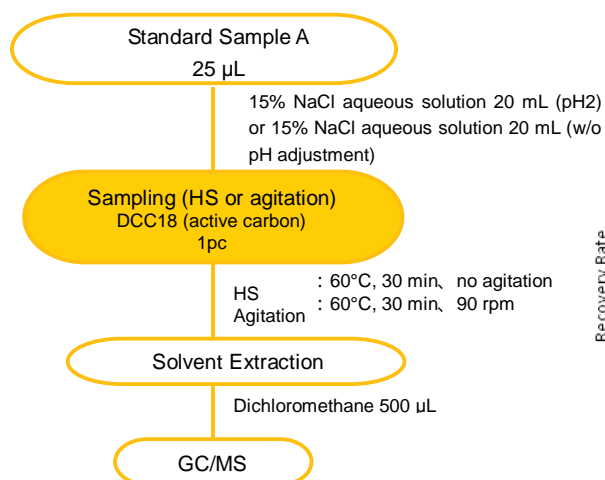 Standard Sample A
25 µL
15% NaCl aqueous solution 20 mL (pH2)
or 15% NaCl aqueous solution 20 mL (w/o
pH adjustment)
Sampling (HS or agitation)
DCC18 (active carbon)
1pc
HS : 60°C, 30 min、no agitation
Agitation : 60°C, 30 min、90 rpm
Solvent Extraction
Dichloromethane 500 µL
GC/MS
Recovery Rate